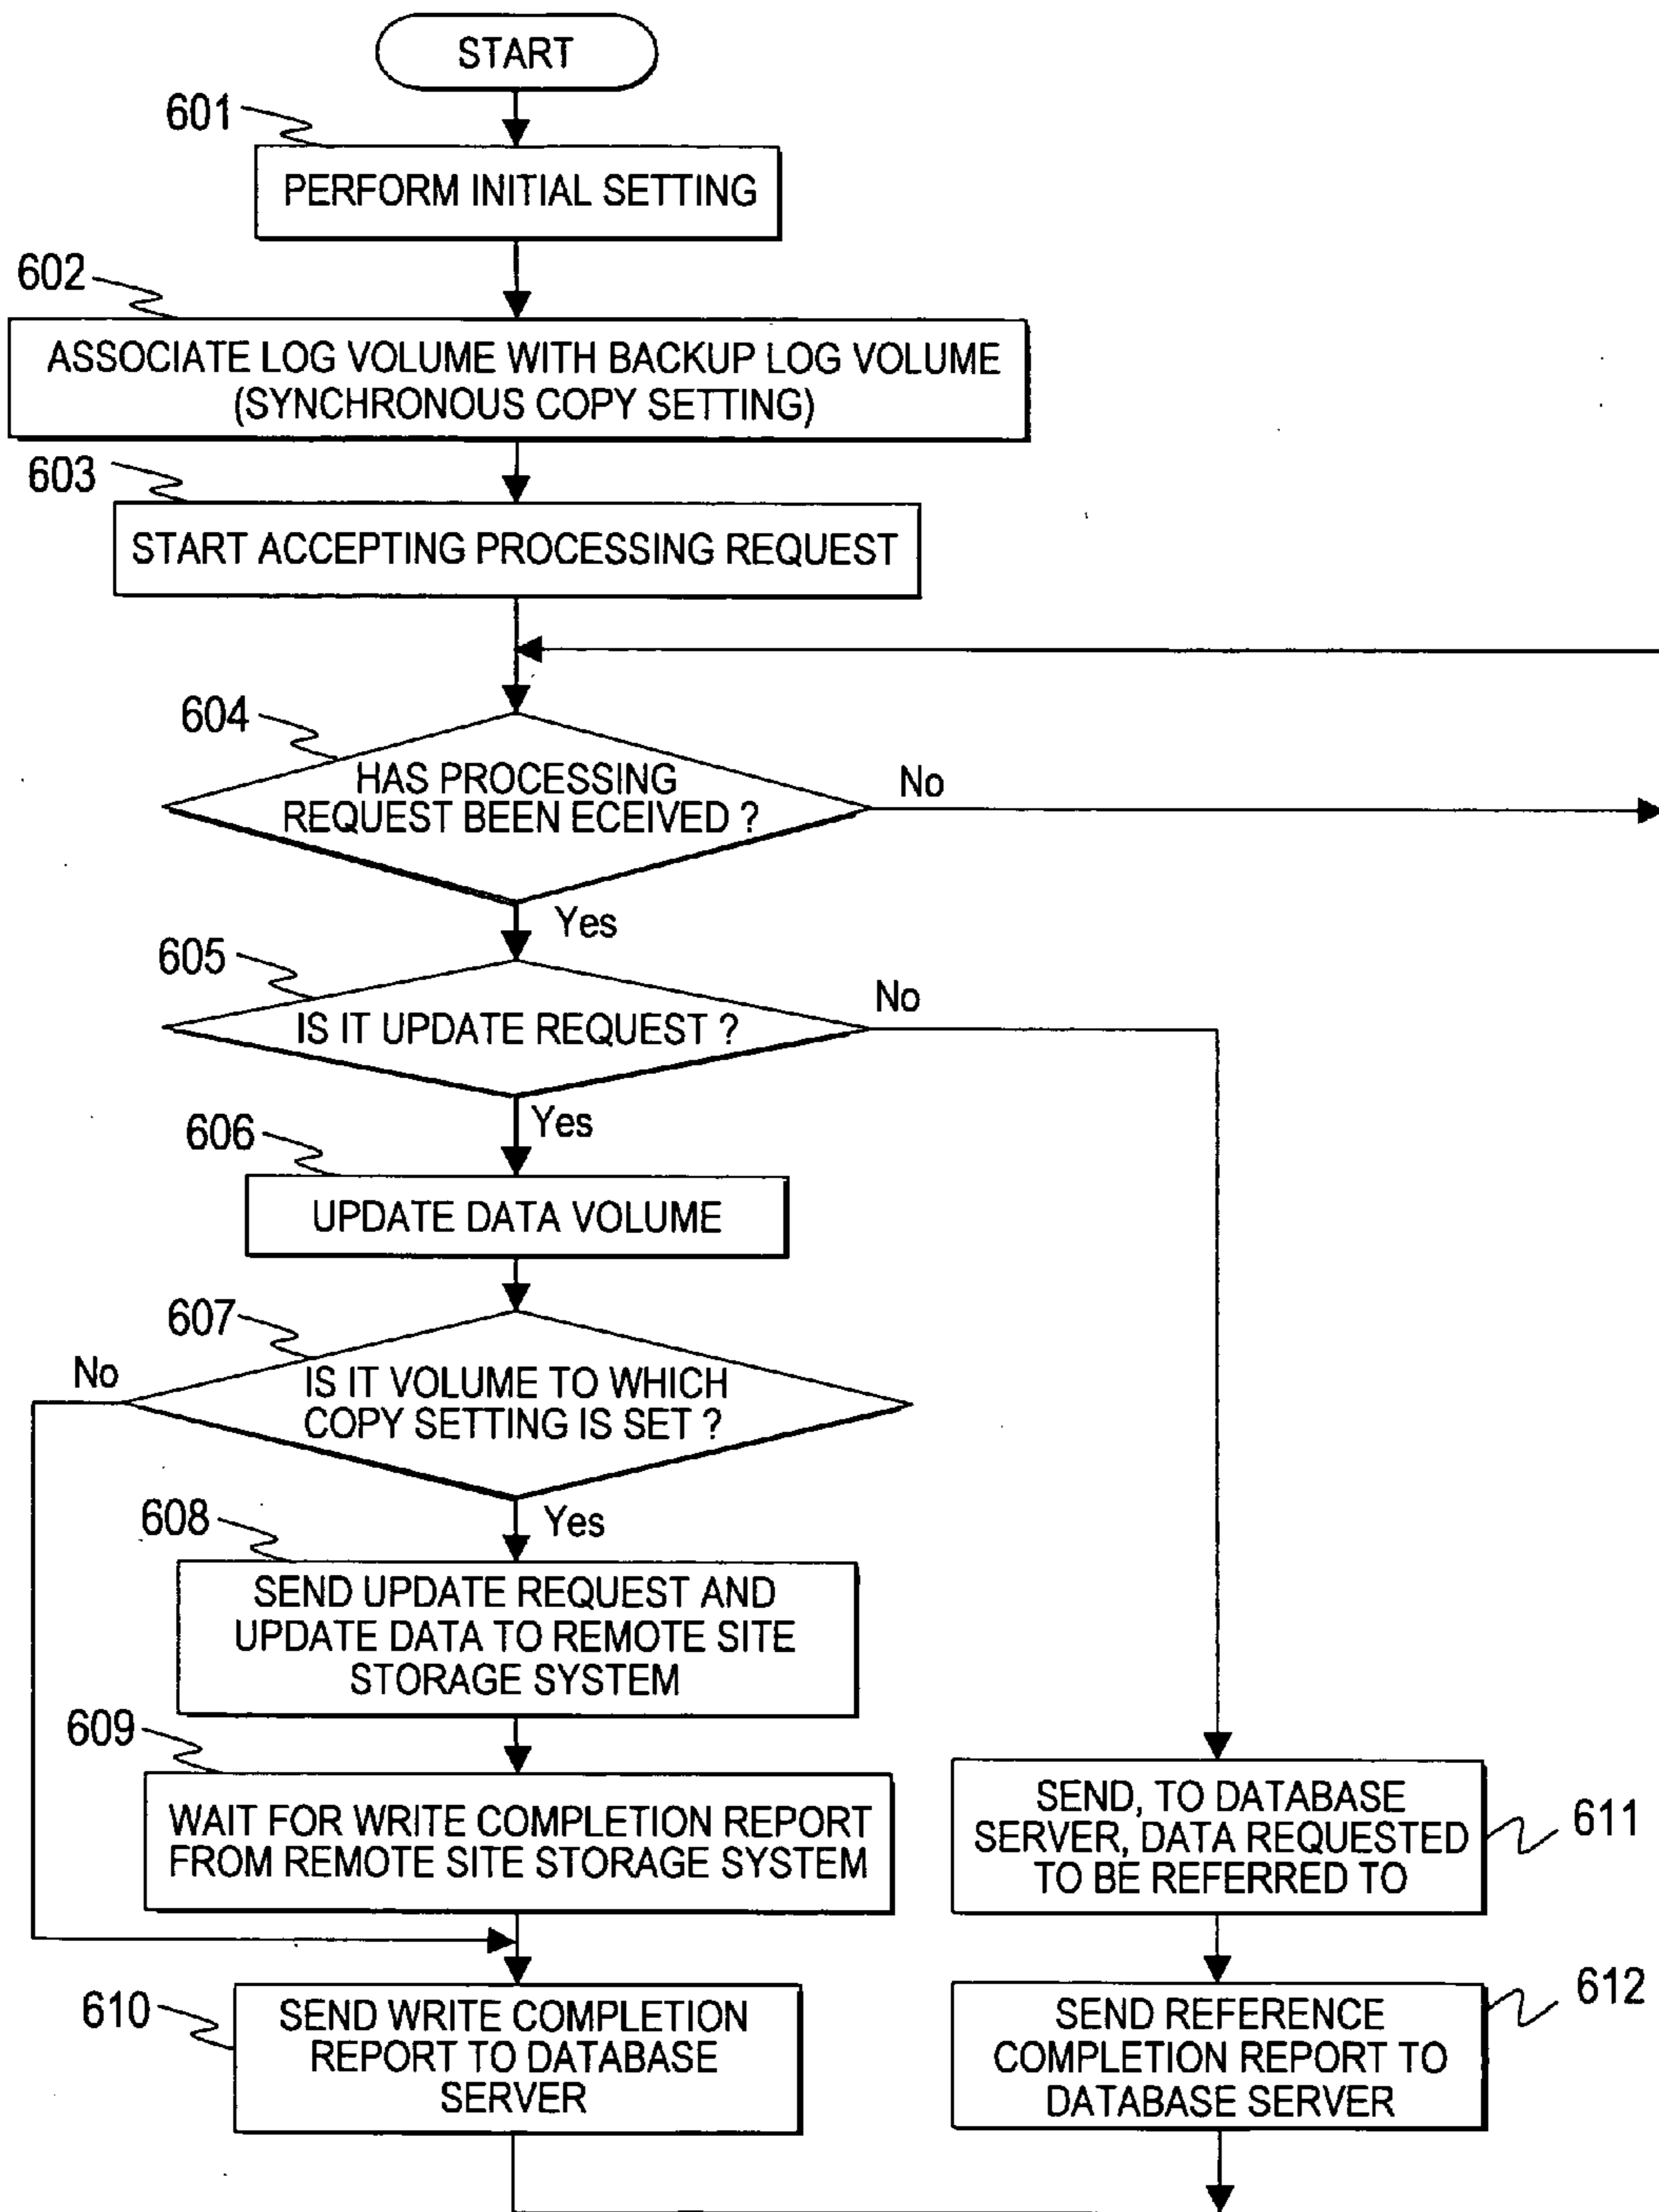 START
601
PERFORM INITIAL SETTING
602
ASSOCIATE LOG VOLUME WITH BACKUP LOG VOLUME
(SYNCHRONOUS COPY SETTING)
603
START ACCEPTING PROCESSING REQUEST
604
HAS PROCESSING
REQUEST BEEN ECEIVED ?
No
Yes
605
IS IT UPDATE REQUEST ?
No
Yes
606
UPDATE DATA VOLUME
607
No
IS IT VOLUME TO WHICH
COPY SETTING IS SET ?
Yes
608
SEND UPDATE REQUEST AND
UPDATE DATA TO REMOTE SITE
STORAGE SYSTEM
609
WAIT FOR WRITE COMPLETION REPORT
FROM REMOTE SITE STORAGE SYSTEM
610
SEND WRITE COMPLETION
REPORT TO DATABASE
SERVER
SEND, TO DATABASE
SERVER, DATA REQUESTED
TO BE REFERRED TO
611
SEND REFERENCE
COMPLETION REPORT TO
DATABASE SERVER
612